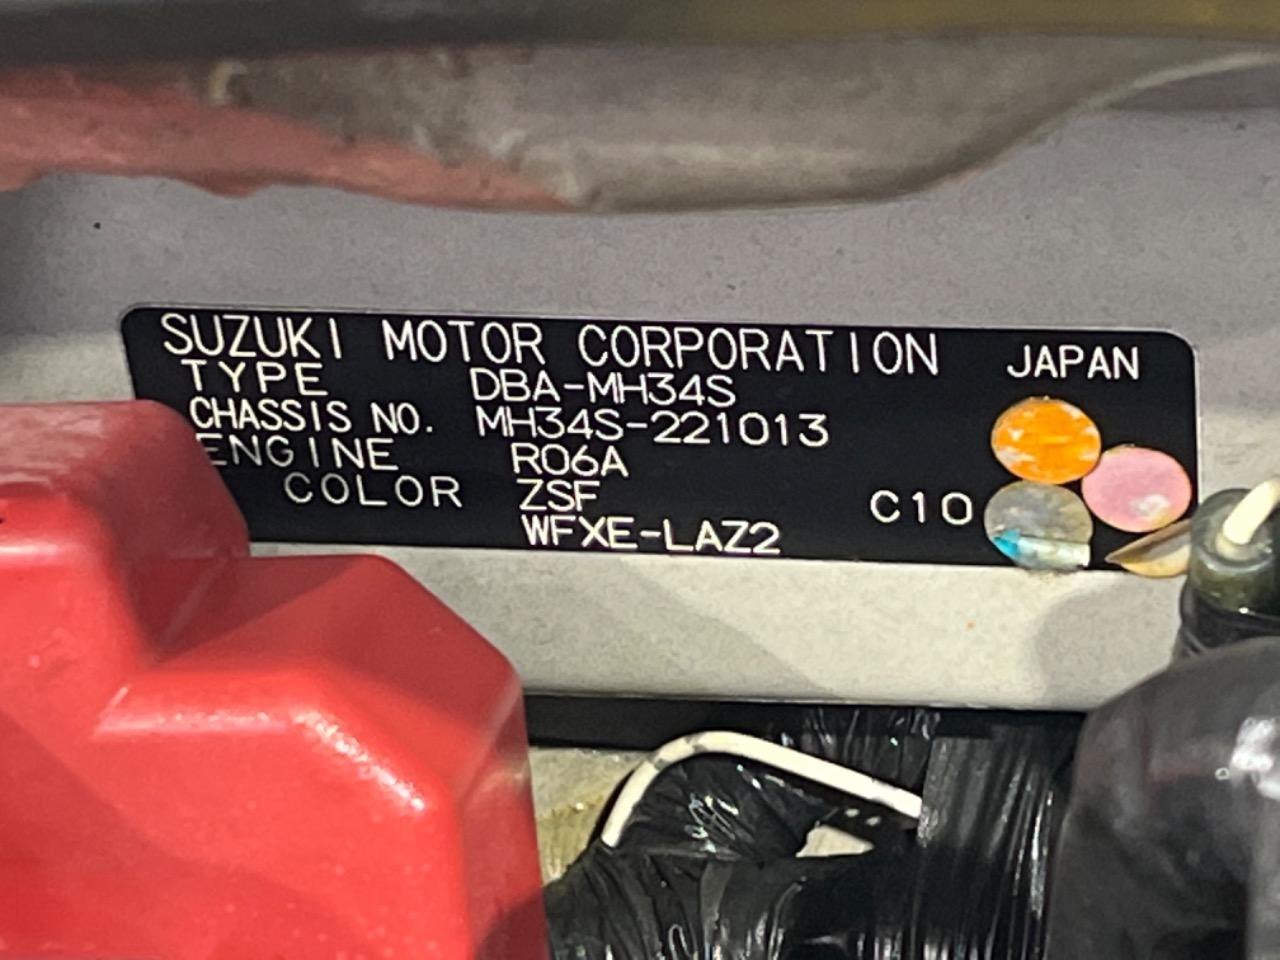 SUZUKI MOTOR CORPORATION JAPAN
TYPE DBA-MH34S
CHASSIS NO. MH34S-221013
ENGINE R06A
COLOR ZSF C10
WFXE-LAZ2